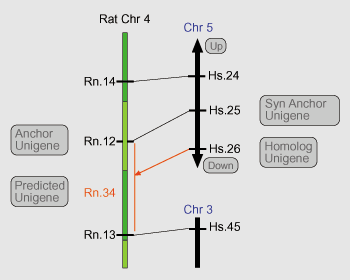 Rat Chr 4
Chr 5
Up
Rn.14
Hs.24
Hs.25
Syn Anchor
Unigene
Anchor
Unigene
Rn.12
Hs.26
Homolog
Unigene
Down
Predicted
Unigene
Rn.34
Chr 3
Rn.13
Hs.45